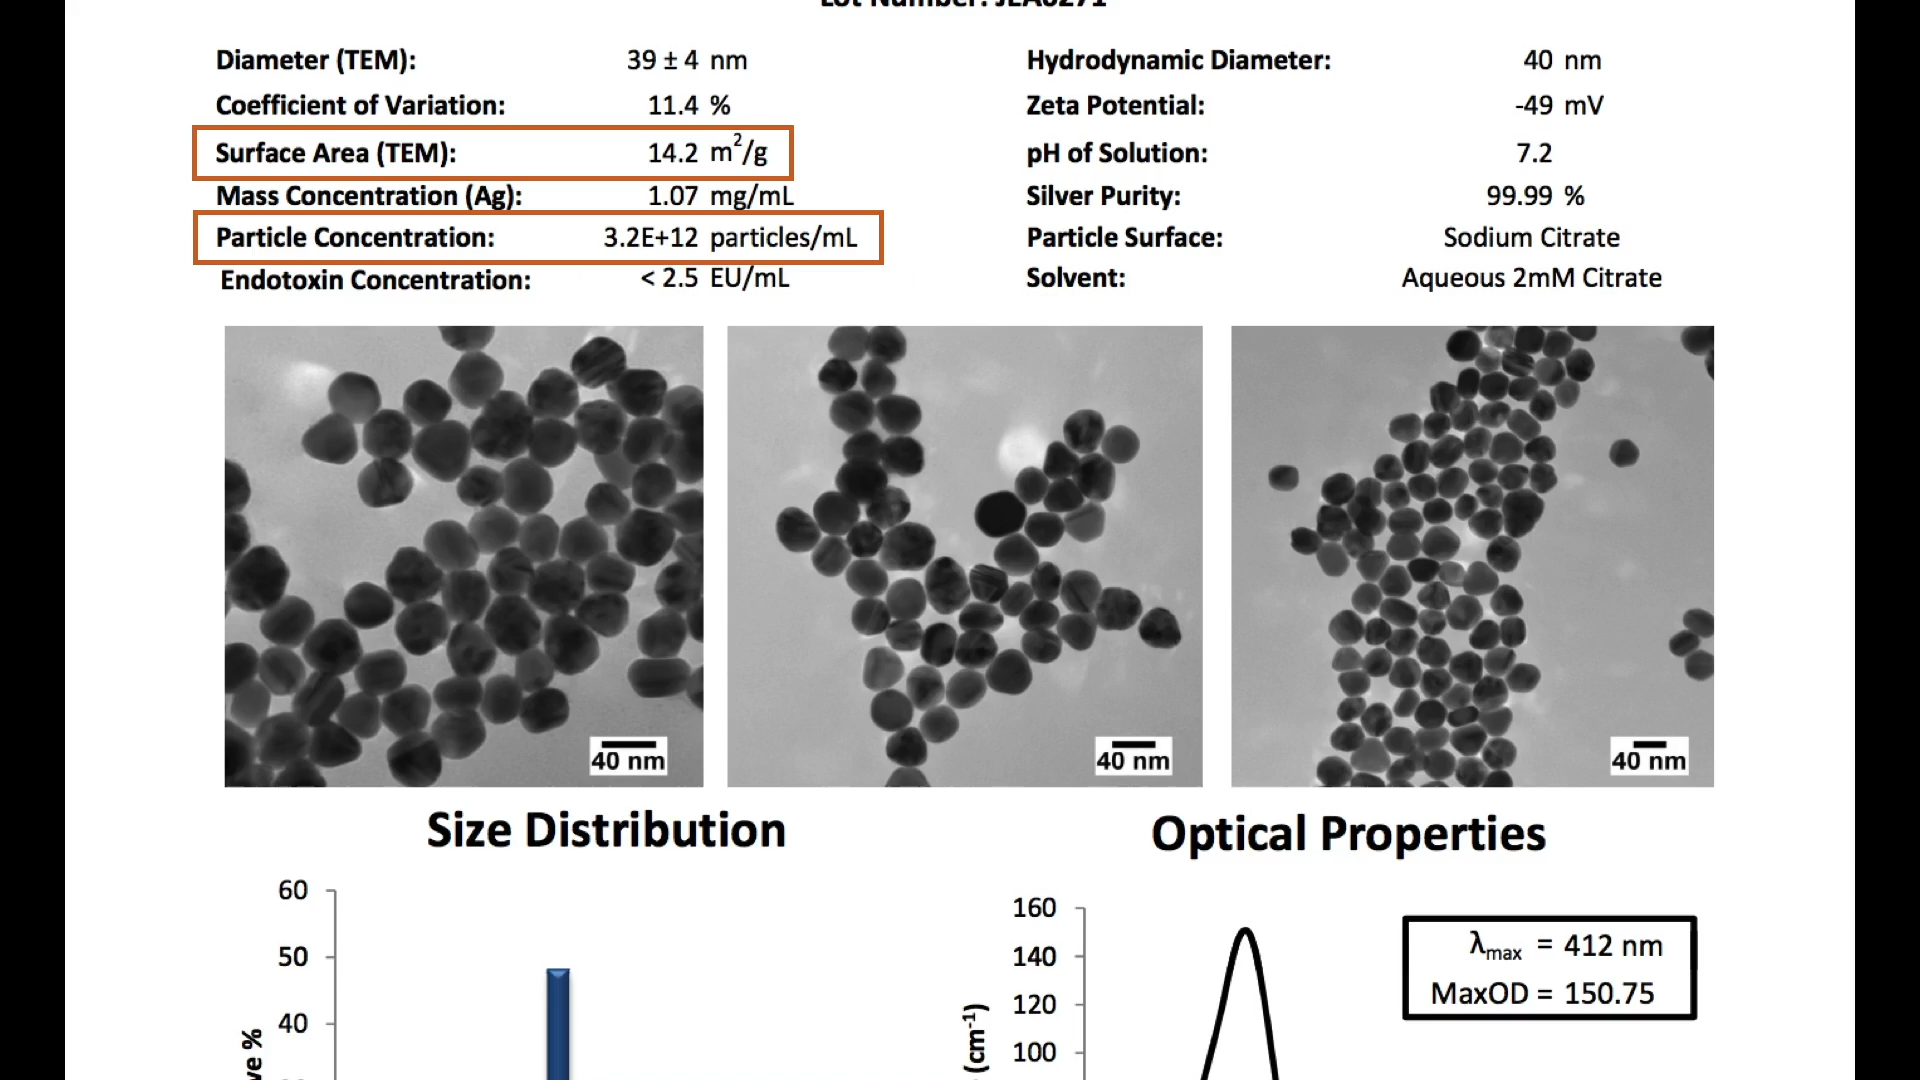 Lot Number: JEA0271
Diameter (TEM): 39 ± 4 nm
Coefficient of Variation: 11.4 %
Surface Area (TEM): 14.2 m²/g
Mass Concentration (Ag): 1.07 mg/mL
Particle Concentration: 3.2E+12 particles/mL
Endotoxin Concentration: < 2.5 EU/mL
Hydrodynamic Diameter: 40 nm
Zeta Potential: -49 mV
pH of Solution: 7.2
Silver Purity: 99.99 %
Particle Surface: Sodium Citrate
Solvent: Aqueous 2mM Citrate
40 nm
40 nm
40 nm
Size Distribution
60
50
40
Optical Properties
160
140
120
100
(cm⁻¹)
λmax = 412 nm
MaxOD = 150.75